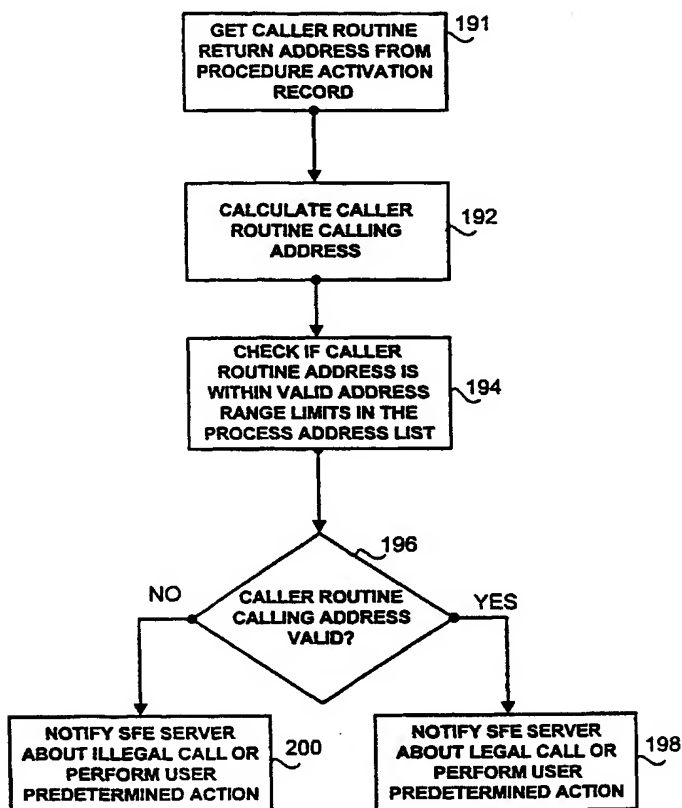 GET CALLER ROUTINE
RETURN ADDRESS FROM
PROCEDURE ACTIVATION
RECORD
191
CALCULATE CALLER
ROUTINE CALLING
ADDRESS
192
CHECK IF CALLER
ROUTINE ADDRESS IS
WITHIN VALID ADDRESS
RANGE LIMITS IN THE
PROCESS ADDRESS LIST
194
196
NO
CALLER ROUTINE
CALLING ADDRESS
VALID?
YES
NOTIFY SFE SERVER
ABOUT ILLEGAL CALL OR
PERFORM USER
PREDETERMINED ACTION
200
NOTIFY SFE SERVER
ABOUT LEGAL CALL OR
PERFORM USER
PREDETERMINED ACTION
198